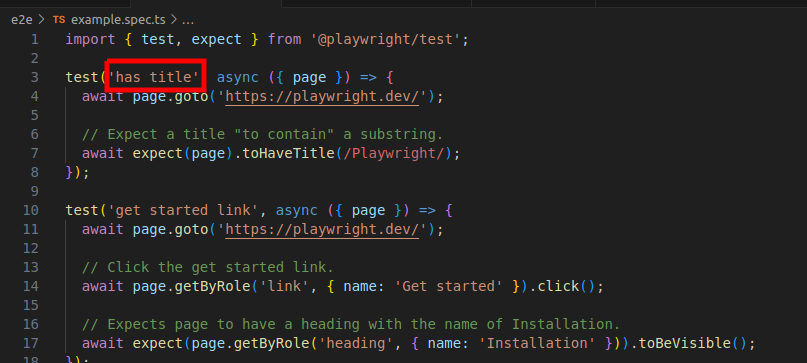 e2e > TS example.spec.ts > ...
1 import { test, expect } from '@playwright/test';
2
3 test('has title' async ({ page }) => {
4   await page.goto('https://playwright.dev/');
5
6   // Expect a title "to contain" a substring.
7   await expect(page).toHaveTitle(/Playwright/);
8 });
9
10 test('get started link', async ({ page }) => {
11   await page.goto('https://playwright.dev/');
12
13   // Click the get started link.
14   await page.getByRole('link', { name: 'Get started' }).click();
15
16   // Expects page to have a heading with the name of Installation.
17   await expect(page.getByRole('heading', { name: 'Installation' })).toBeVisible();
18 });